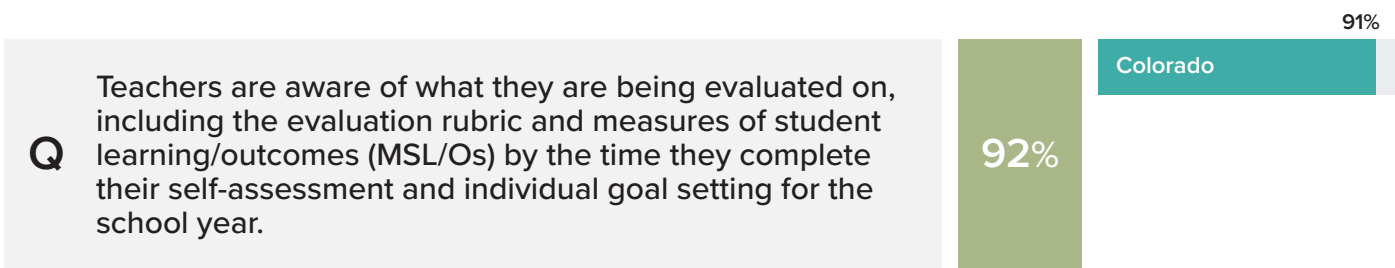 91%
Colorado
Q
Teachers are aware of what they are being evaluated on,
including the evaluation rubric and measures of student
learning/outcomes (MSL/Os) by the time they complete
their self-assessment and individual goal setting for the
school year.
92%